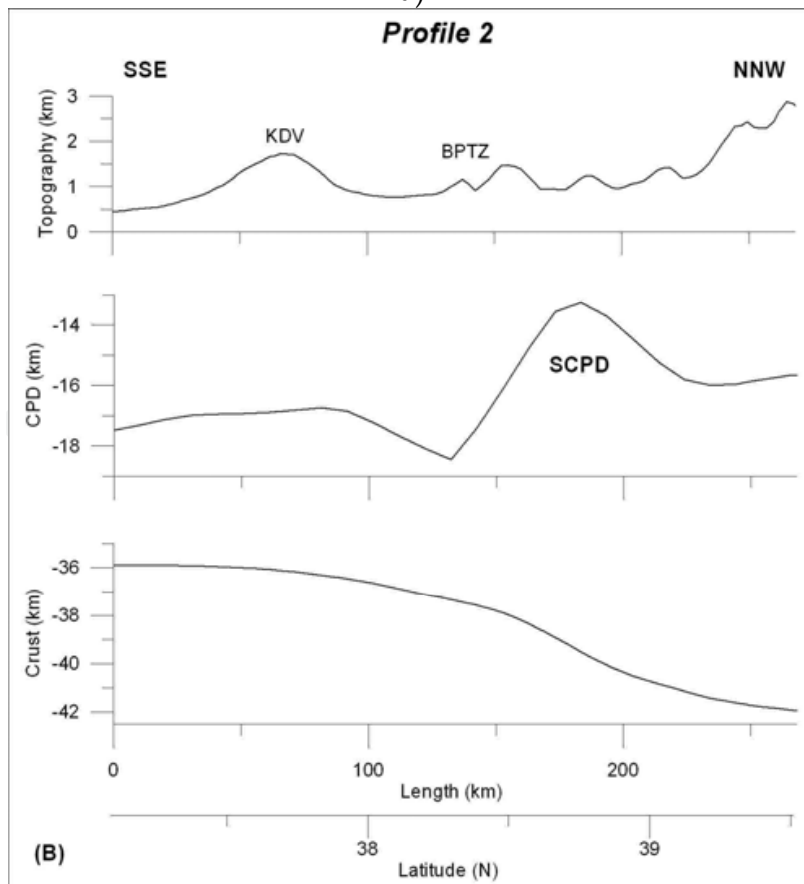 Profile 2
SSE NNW
3
KDV
2
BPTZ
1
0
Topography (km)
-14
-16
SCPD
-18
CPD (km)
-36
-38
-40
-42
Crust (km)
0 100 200
Length (km)
38 39
(B)
Latitude (N)